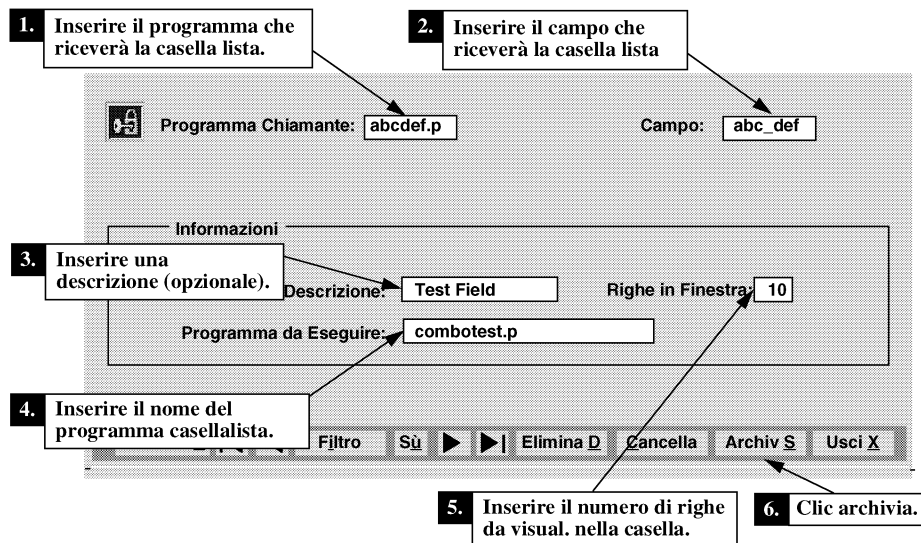 1. Inserire il programma che
riceverà la casella lista.
2. Inserire il campo che
riceverà la casella lista
Programma Chiamante: abcdef.p
Campo: abc_def
Informazioni
3. Inserire una
descrizione (opzionale).
Descrizione: Test Field
Righe in Finestra: 10
Programma da Eseguire: combotest.p
4. Inserire il nome del
programma casellalista.
Filtro Sù Elimina D Cancella Archiv S Usci X
5. Inserire il numero di righe
da visual. nella casella.
6. Clic archivia.